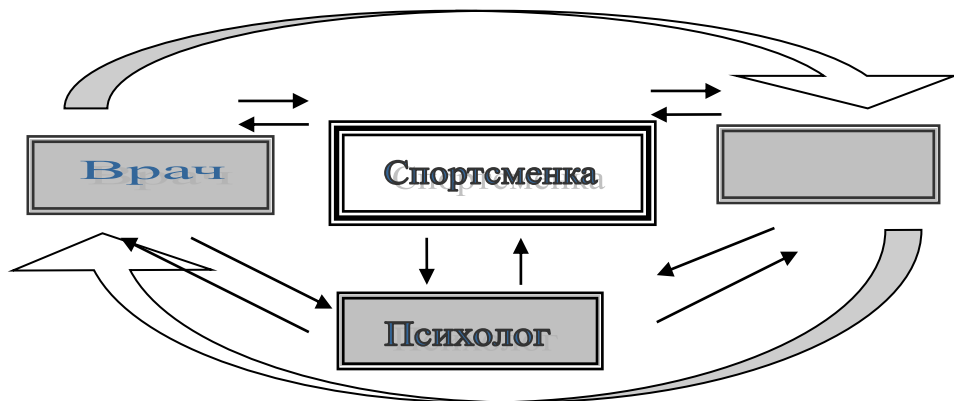 Врач
Спортсменка
Психолог